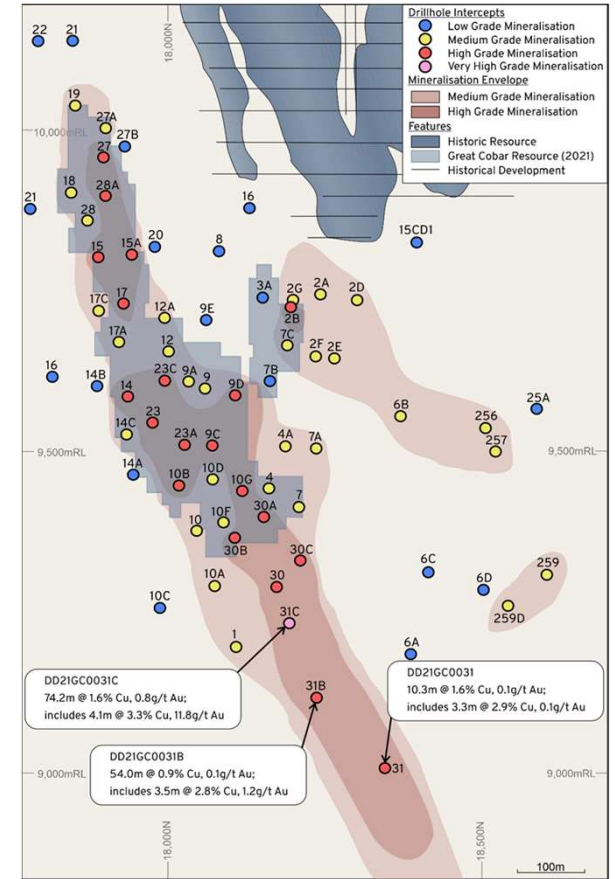 22
21
18,000N
Drillhole Intercepts
Low Grade Mineralisation
Medium Grade Mineralisation
High Grade Mineralisation
Very High Grade Mineralisation
Mineralisation Envelope
Medium Grade Mineralisation
High Grade Mineralisation
Features
Historic Resource
Great Cobar Resource (2021)
Historical Development
19
27A
10,000mRL
27B
27
18
28A
21
28
16
15CD1
20
8
15
15A
17C
17
12A
9E
3A
2G
2A
2D
2B
17A
12
7C
2F
2E
16
14B
23C
9A
9
9D
7B
14
6B
25A
256
14C
23
23A
9C
4A
7A
257
9,500mRL
9,500mRL
14A
10B
10D
10G
4
7
10
10F
30A
30B
30C
6C
259
10A
30
6D
259D
10C
31C
1
6A
DD21GC0031C
74.2m @ 1.6% Cu, 0.8g/t Au;
includes 4.1m @ 3.3% Cu, 11.8g/t Au
DD21GC0031
10.3m @ 1.6% Cu, 0.1g/t Au;
includes 3.3m @ 2.9% Cu, 0.1g/t Au
31B
DD21GC0031B
54.0m @ 0.9% Cu, 0.1g/t Au;
includes 3.5m @ 2.8% Cu, 1.2g/t Au
31
9,000mRL
9,000mRL
18,000N
18,500N
100m